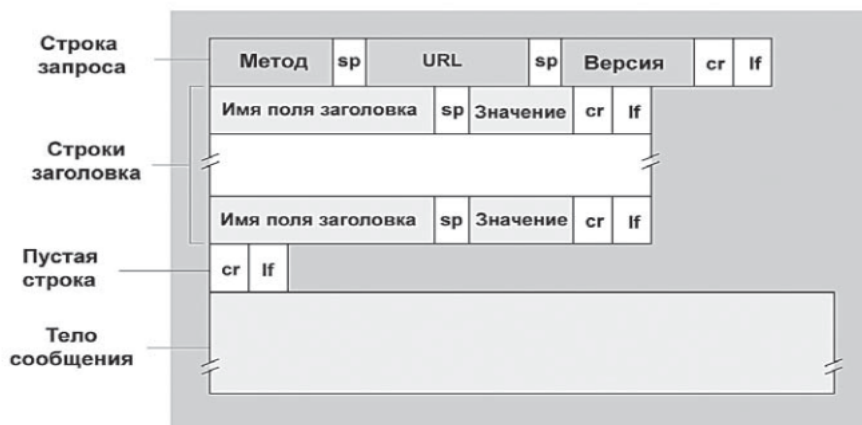 Строка запроса
Метод sp URL sp Версия cr lf
Имя поля заголовка sp Значение cr lf
Строки заголовка
Имя поля заголовка sp Значение cr lf
Пустая строка
cr lf
Тело сообщения